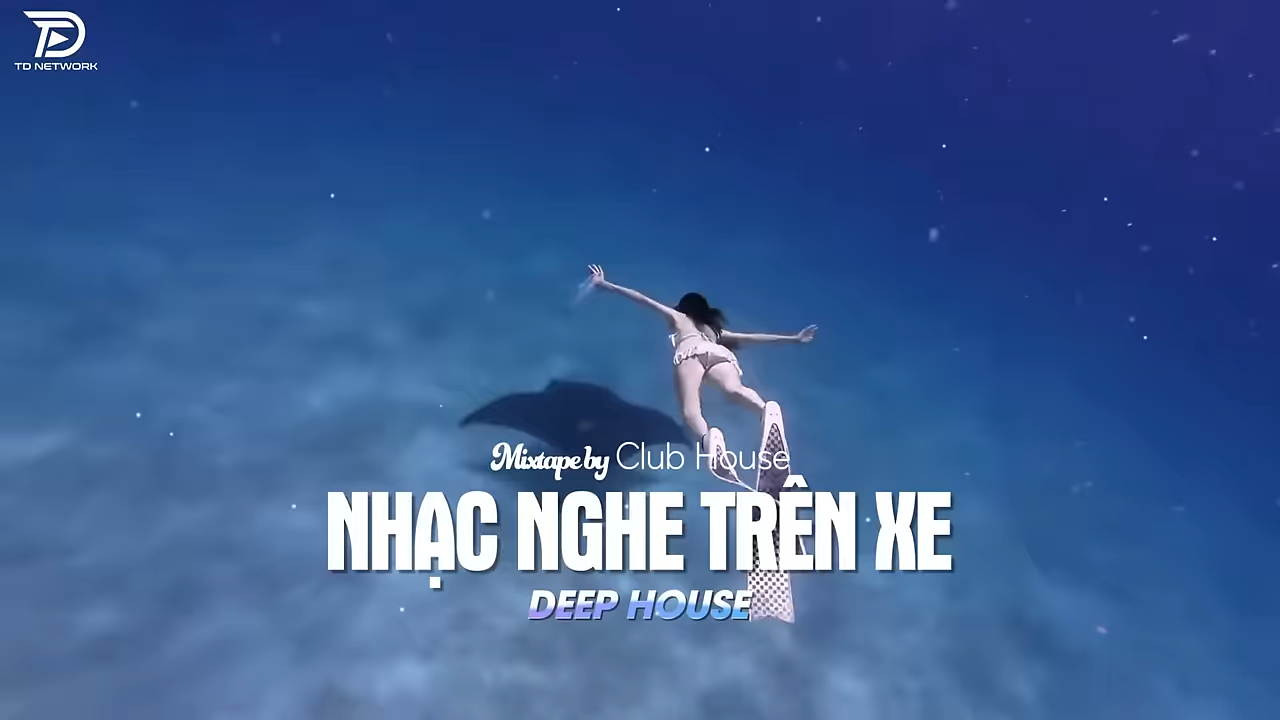 TD NETWORK
Mixtape by Club House
NHẠC NGHE TRÊN XE
DEEP HOUSE